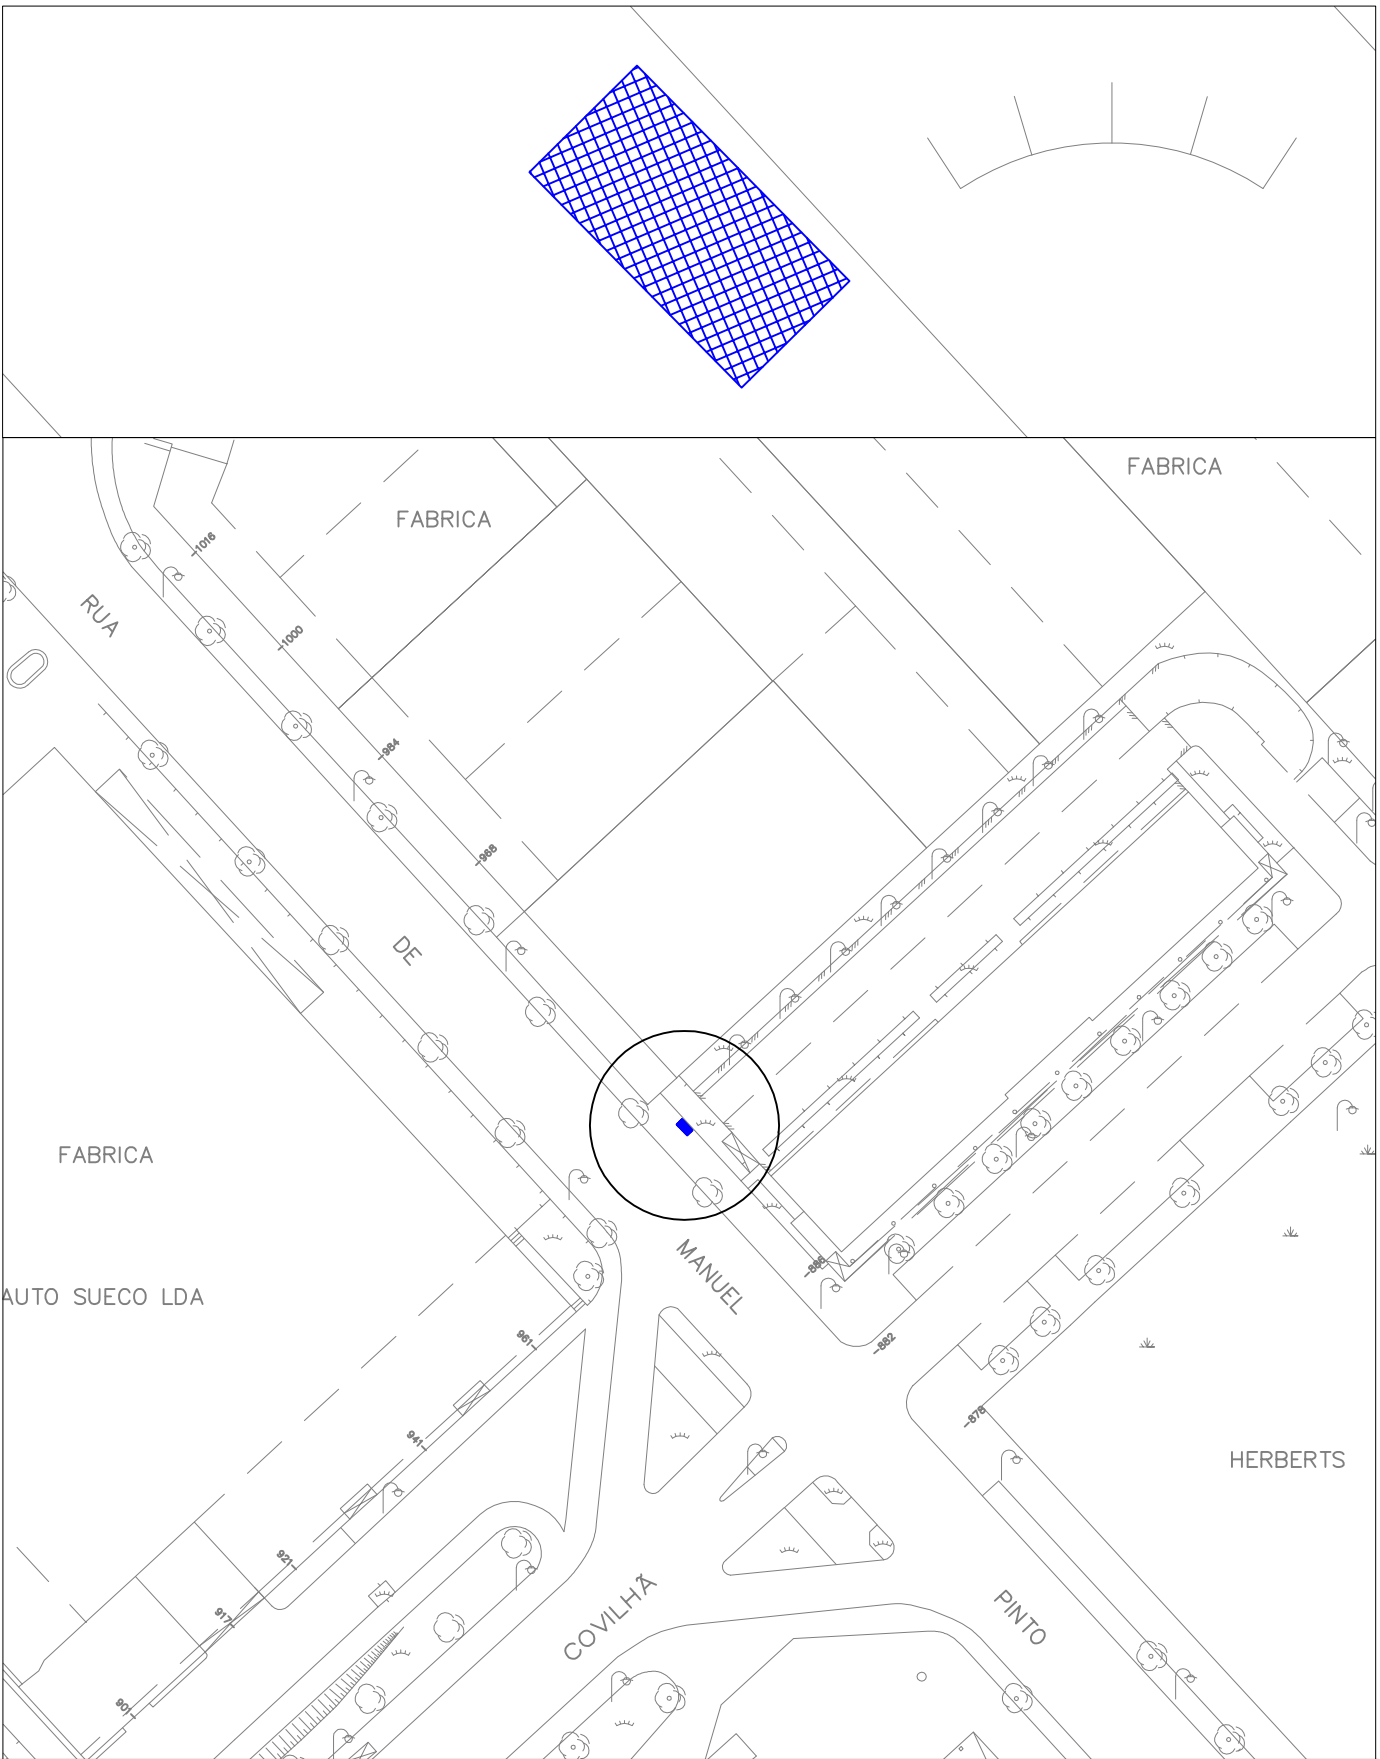 FABRICA
FABRICA
-1016
RUA
-1000
-984
-968
DE
FABRICA
MANUEL
-886
AUTO SUECO LDA
961-
-882
-878
941-
HERBERTS
921-
COVILHÃ
917-
PINTO
901-